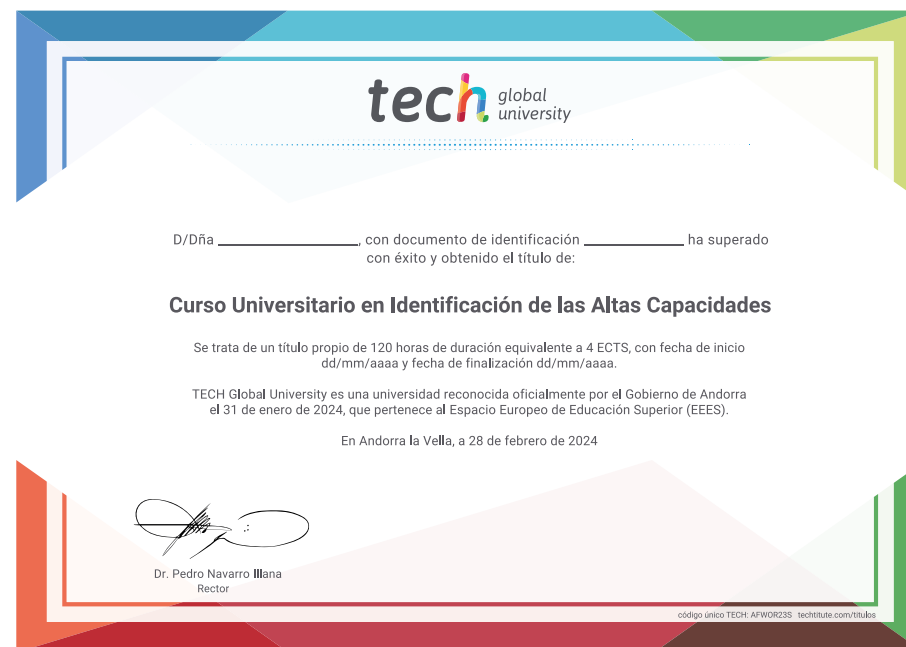 tech global university
D/Dña ____________, con documento de identificación __________ ha superado
con éxito y obtenido el título de:
Curso Universitario en Identificación de las Altas Capacidades
Se trata de un título propio de 120 horas de duración equivalente a 4 ECTS, con fecha de inicio
dd/mm/aaaa y fecha de finalización dd/mm/aaaa.
TECH Global University es una universidad reconocida oficialmente por el Gobierno de Andorra
el 31 de enero de 2024, que pertenece al Espacio Europeo de Educación Superior (EEES).
En Andorra la Vella, a 28 de febrero de 2024
Dr. Pedro Navarro Illana
Rector
código único TECH: AFWOR23S techtitute.com/titulos